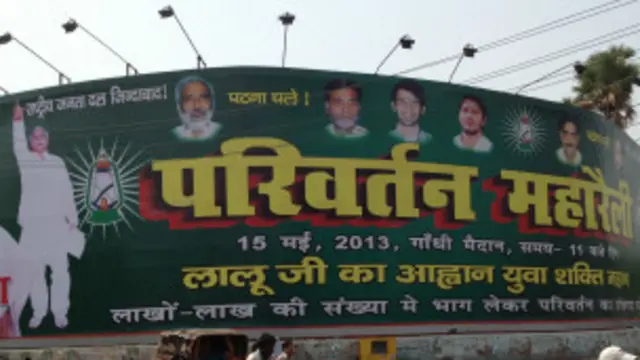 राष्ट्रीय जनता दल जिन्दाबाद!
पटना चलें!
परिवर्तन महारैली
15 मई, 2013, गाँधी मैदान, समय- 11 बजे
लालू जी का आह्वान युवा शक्ति
लाखों-लाख की संख्या मे भाग लेकर परिवर्तन का